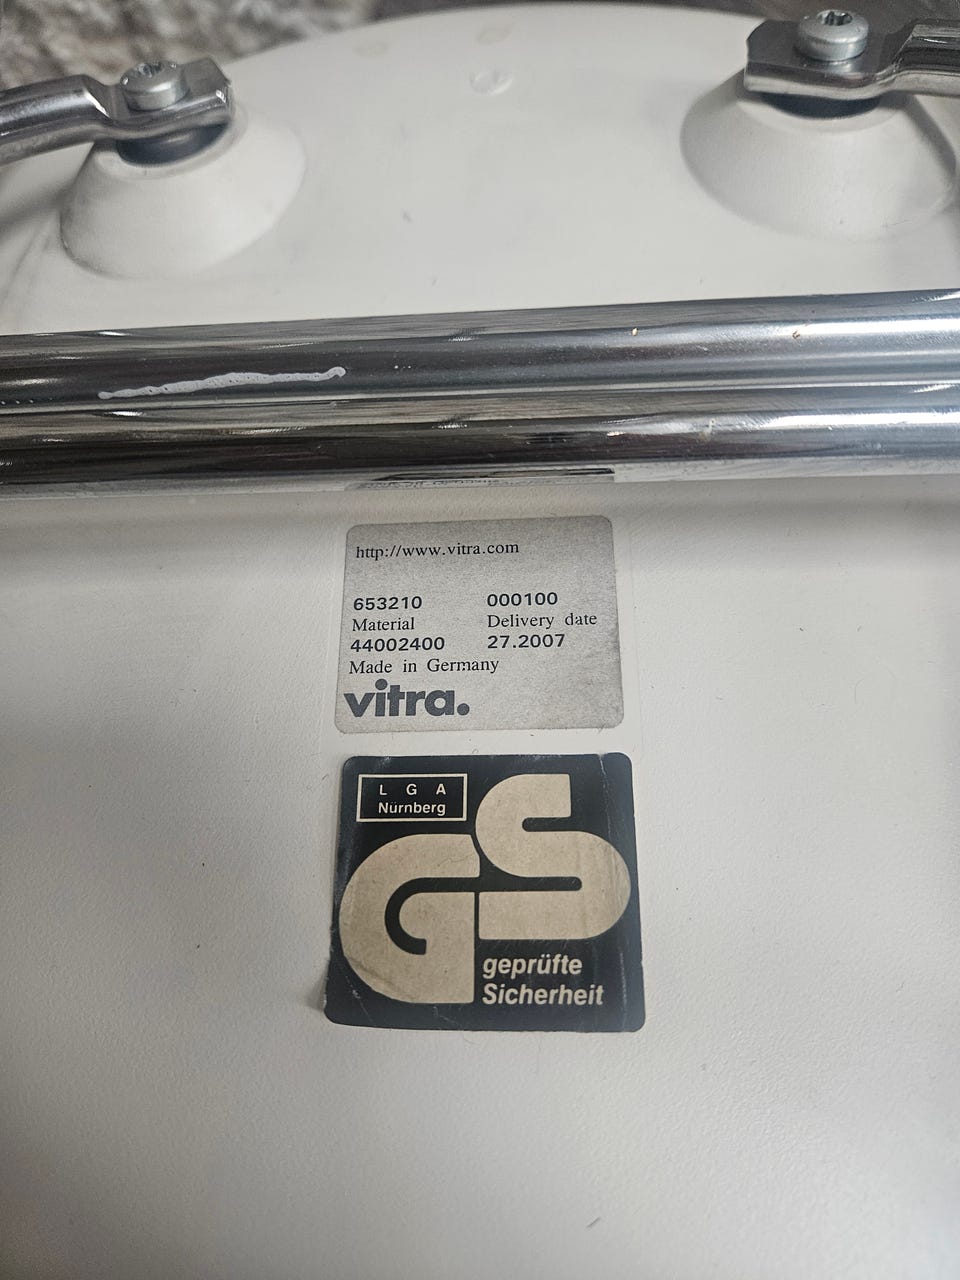 http://www.vitra.com
653210 000100
Material Delivery date
44002400 27.2007
Made in Germany
vitra.
L G A
Nürnberg
GS
geprüfte
Sicherheit